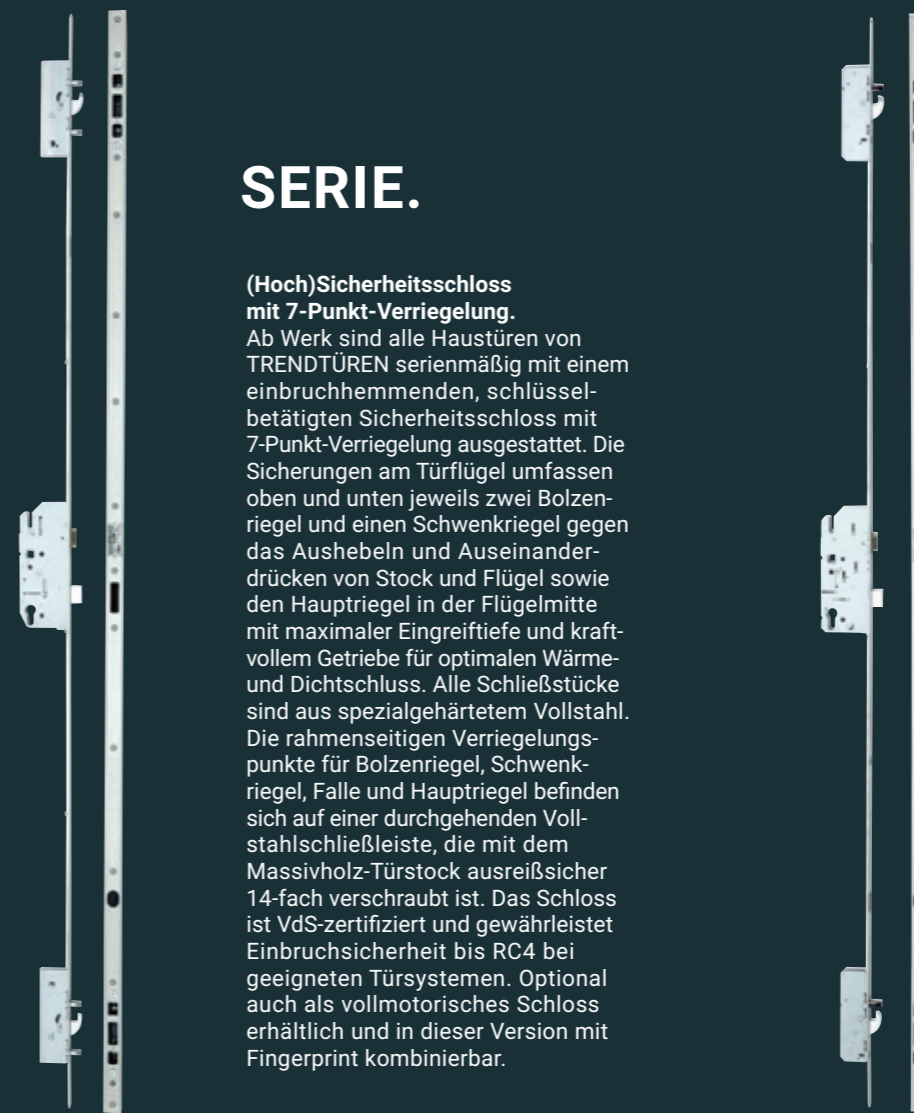 SERIE.
(Hoch)Sicherheitsschloss
mit 7-Punkt-Verriegelung.
Ab Werk sind alle Haustüren von
TRENDTÜREN serienmäßig mit einem
einbruchhemmenden, schlüssel-
betätigten Sicherheitsschloss mit
7-Punkt-Verriegelung ausgestattet. Die
Sicherungen am Türflügel umfassen
oben und unten jeweils zwei Bolzen-
riegel und einen Schwenkriegel gegen
das Aushebeln und Auseinander-
drücken von Stock und Flügel sowie
den Hauptriegel in der Flügelmitte
mit maximaler Eingreiftiefe und kraft-
vollem Getriebe für optimalen Wärme-
und Dichtschluss. Alle Schließstücke
sind aus spezialgehärtetem Vollstahl.
Die rahmenseitigen Verriegelungs-
punkte für Bolzenriegel, Schwenk-
riegel, Falle und Hauptriegel befinden
sich auf einer durchgehenden Voll-
stahlschließleiste, die mit dem
Massivholz-Türstock ausreißsicher
14-fach verschraubt ist. Das Schloss
ist VdS-zertifiziert und gewährleistet
Einbruchsicherheit bis RC4 bei
geeigneten Türsystemen. Optional
auch als vollmotorisches Schloss
erhältlich und in dieser Version mit
Fingerprint kombinierbar.